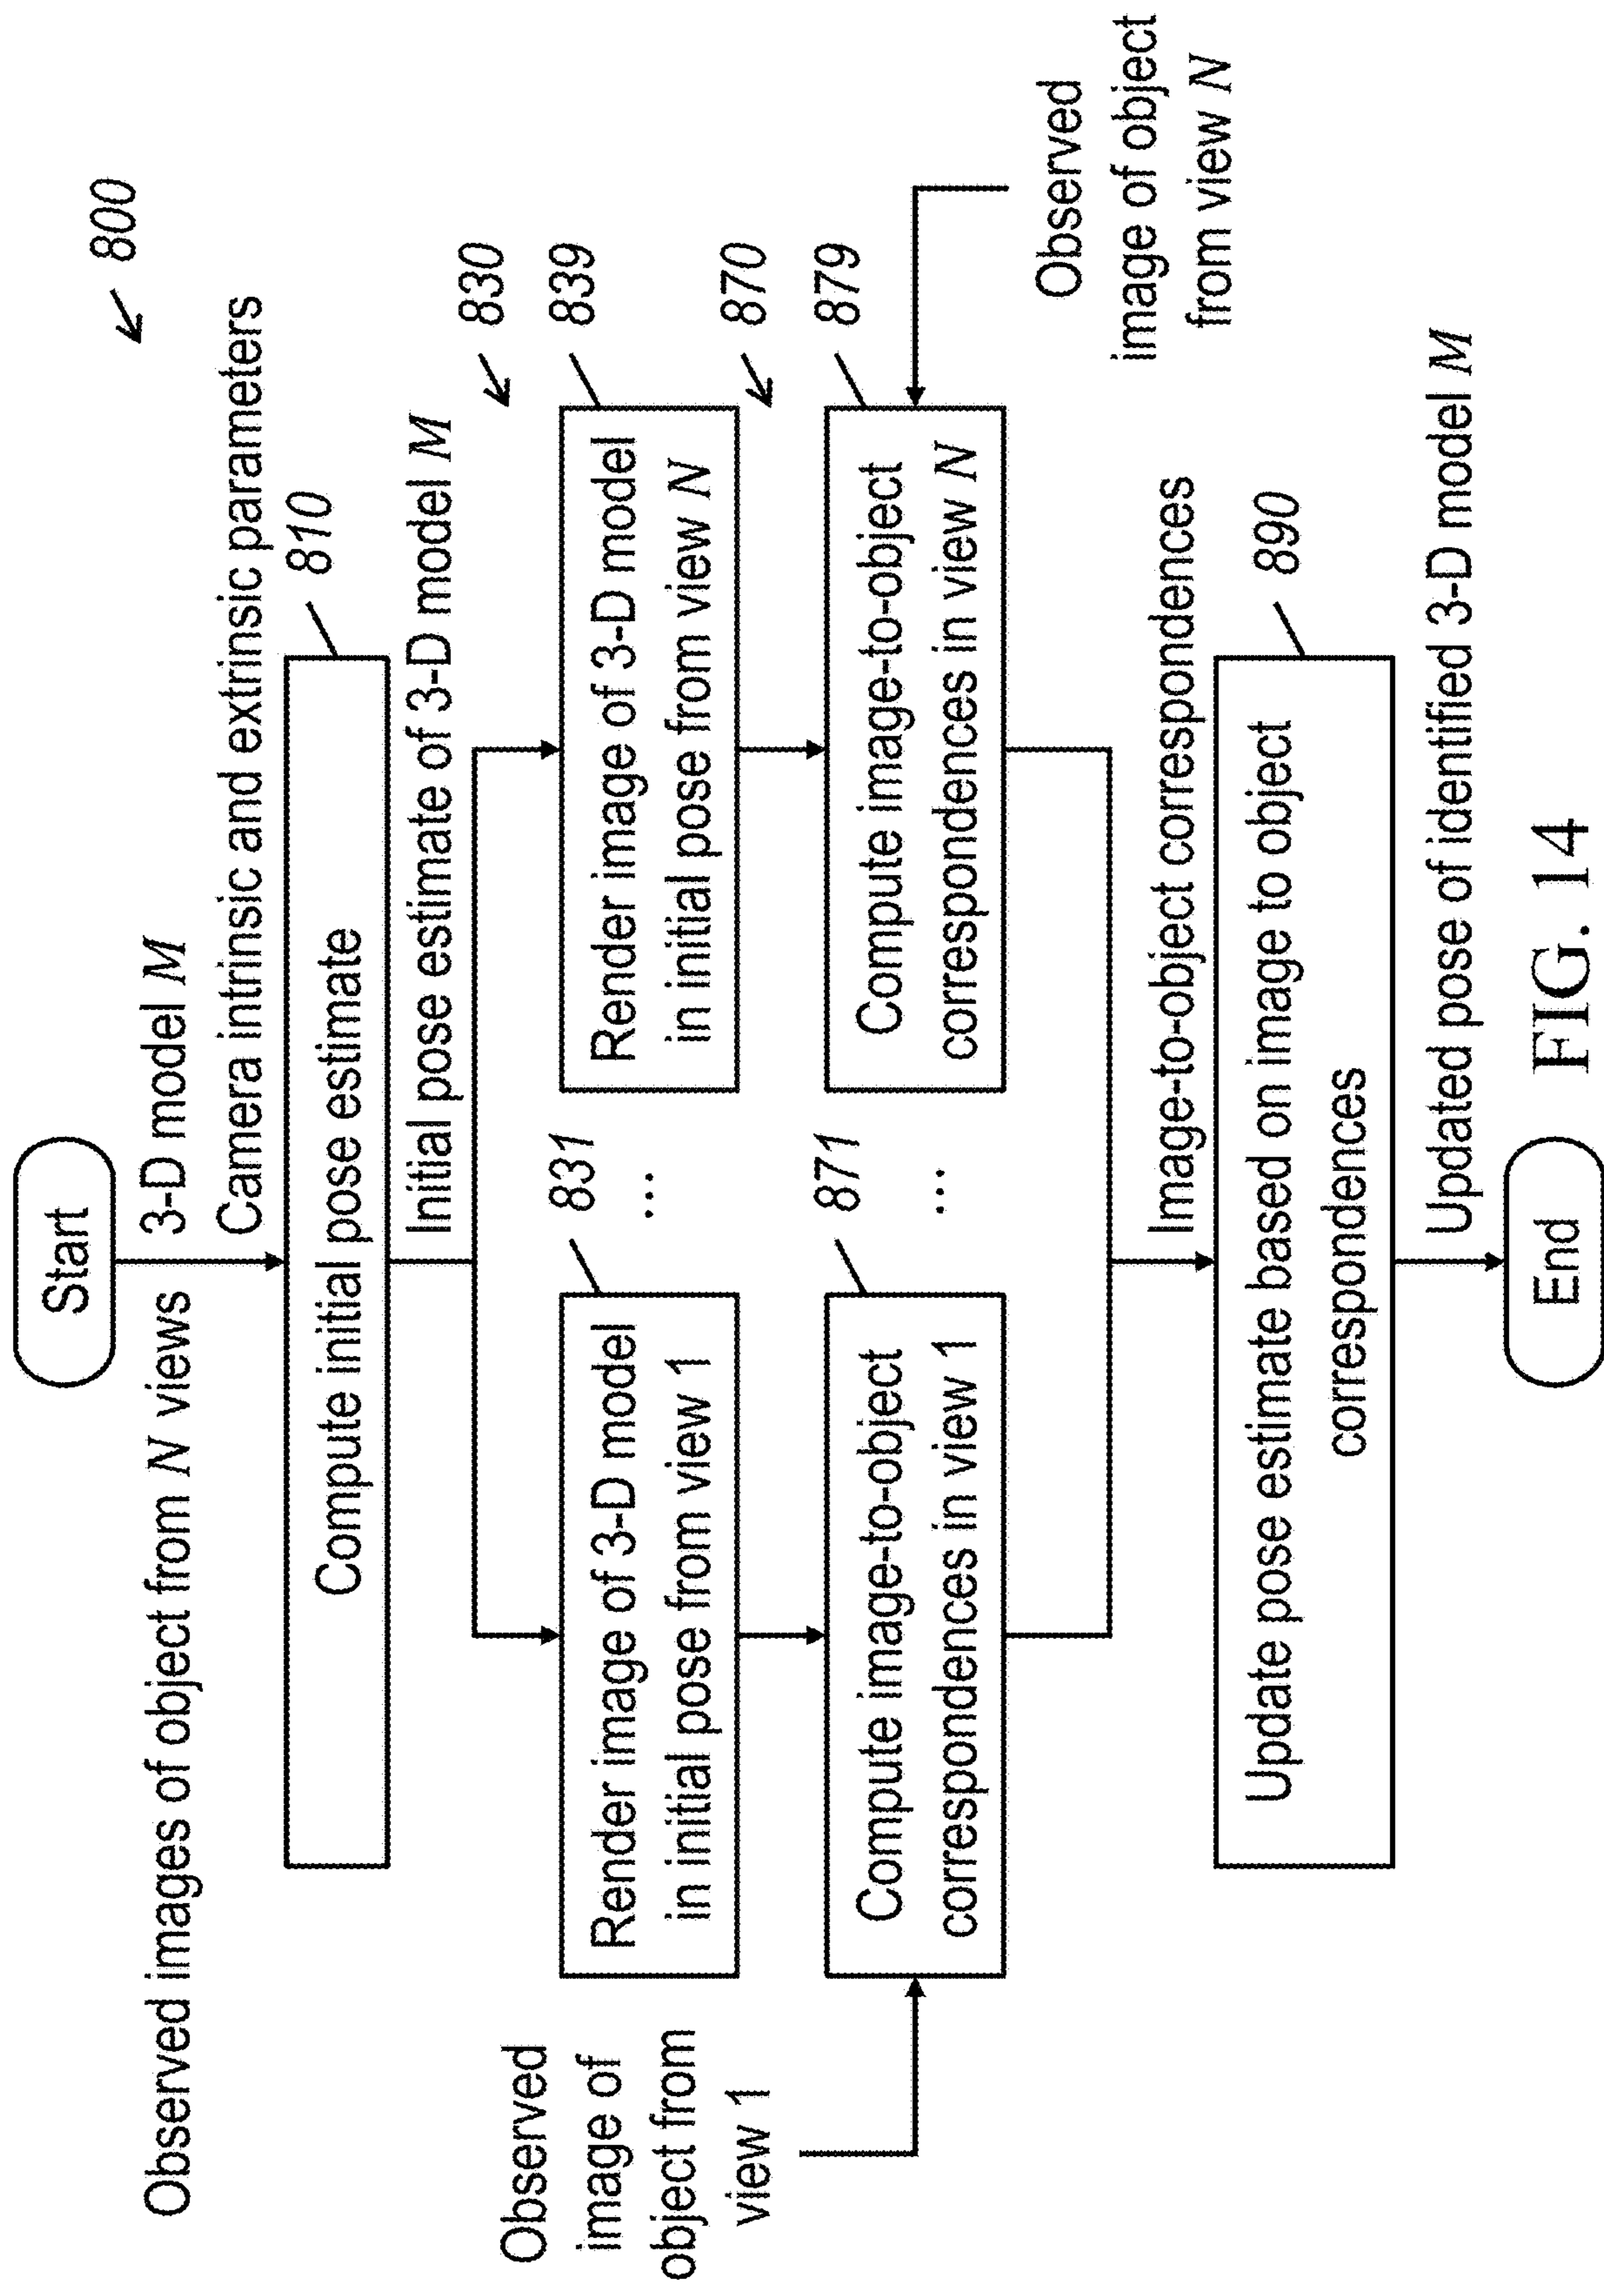 800
Start
Observed images of object from N views
3-D model M
Camera intrinsic and extrinsic parameters
810
Compute initial pose estimate
Initial pose estimate of 3-D model M
830
831
Render image of 3-D model
in initial pose from view 1
...
839
Render image of 3-D model
in initial pose from view N
870
Observed
image of
object from
view 1
871
Compute image-to-object
correspondences in view 1
...
879
Compute image-to-object
correspondences in view N
Observed
image of object
from view N
Image-to-object correspondences
890
Update pose estimate based on image to object
correspondences
Updated pose of identified 3-D model M
End
FIG. 14